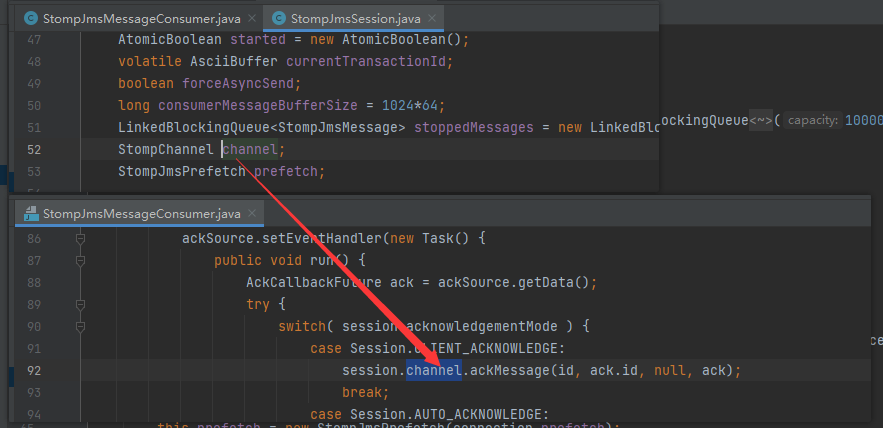 StompJmsMessageConsumer.java × StompJmsSession.java ×
47 AtomicBoolean started = new AtomicBoolean();
48 volatile AsciiBuffer currentTransactionId;
49 boolean forceAsyncSend;
50 long consumerMessageBufferSize = 1024*64;
51 LinkedBlockingQueue<StompJmsMessage> stoppedMessages = new LinkedBlo ockingQueue<~>( capacity: 10000
52 StompChannel channel;
53 StompJmsPrefetch prefetch;
StompJmsMessageConsumer.java ×
86 ackSource.setEventHandler(new Task() {
87 public void run() {
88 AckCallbackFuture ack = ackSource.getData();
89 try {
90 switch( session.acknowledgementMode ) {
91 case Session.CLIENT_ACKNOWLEDGE:
92 session.channel.ackMessage(id, ack.id, null, ack);
93 break;
94 case Session.AUTO_ACKNOWLEDGE:
65 this.prefetch = new StompJmsPrefetch(connection.prefetch);